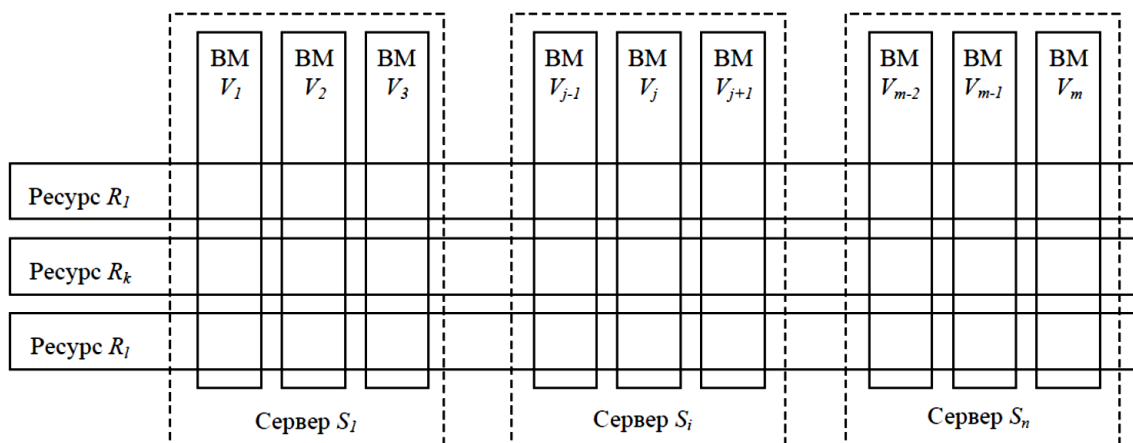 ВМ ВМ ВМ ВМ ВМ ВМ ВМ ВМ ВМ
V1 V2 V3 Vj-1 Vj Vj+1 Vm-2 Vm-1 Vm
Ресурс R1
Ресурс Rk
Ресурс Rl
Сервер S1 Сервер Si Сервер Sn